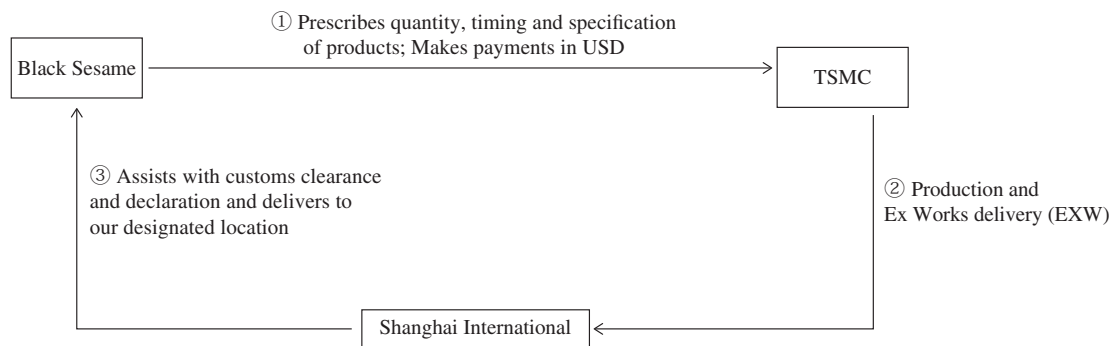 ① Prescribes quantity, timing and specification
of products; Makes payments in USD
Black Sesame
TSMC
③ Assists with customs clearance
and declaration and delivers to
our designated location
② Production and
Ex Works delivery (EXW)
Shanghai International